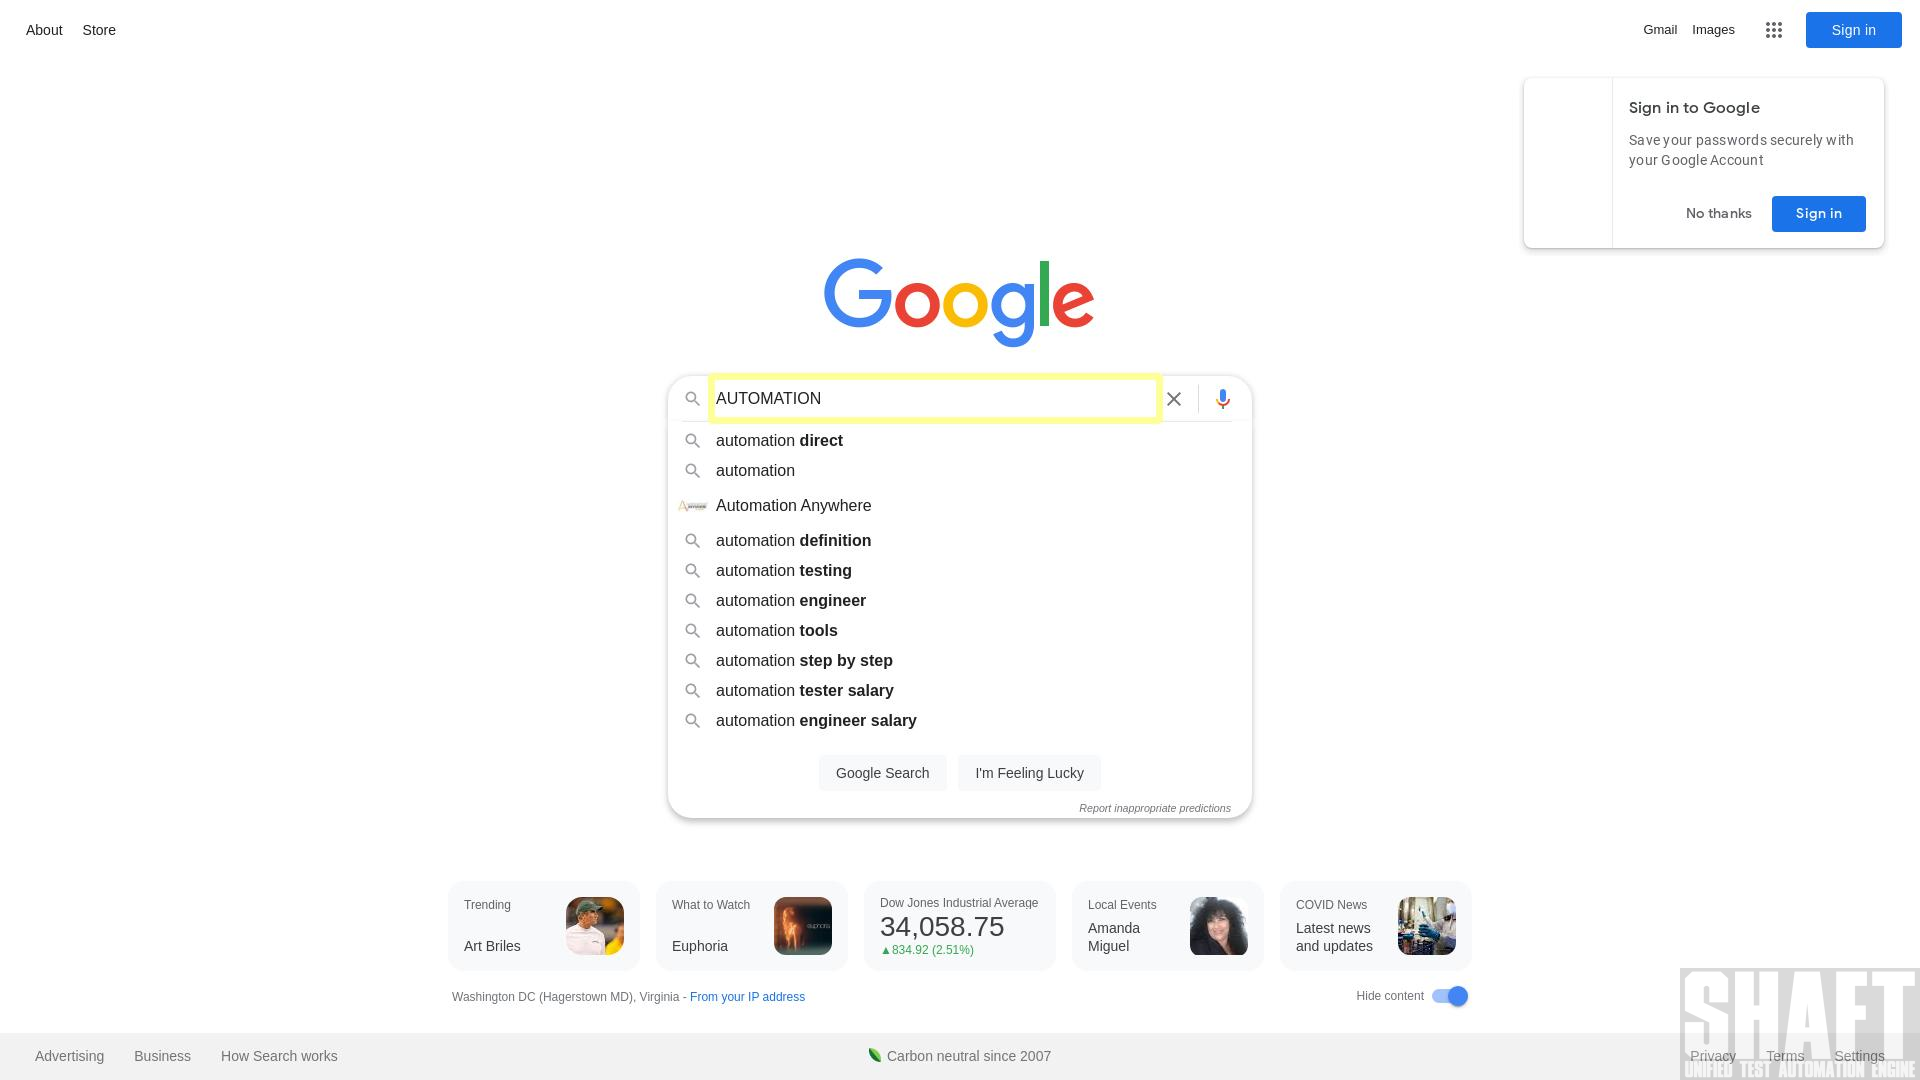 About Store
Gmail Images Sign in
Sign in to Google
Save your passwords securely with
your Google Account
No thanks Sign in
Google
AUTOMATION
automation direct
automation
Automation Anywhere
automation definition
automation testing
automation engineer
automation tools
automation step by step
automation tester salary
automation engineer salary
Google Search I'm Feeling Lucky
Report inappropriate predictions
Trending
Art Briles
What to Watch
Euphoria
euphoria
Dow Jones Industrial Average
34,058.75
▲834.92 (2.51%)
Local Events
Amanda
Miguel
COVID News
Latest news
and updates
Washington DC (Hagerstown MD), Virginia - From your IP address
Hide content
Advertising Business How Search works
Carbon neutral since 2007
Privacy Terms Settings
SHAFT
UNIFIED TEST AUTOMATION ENGINE